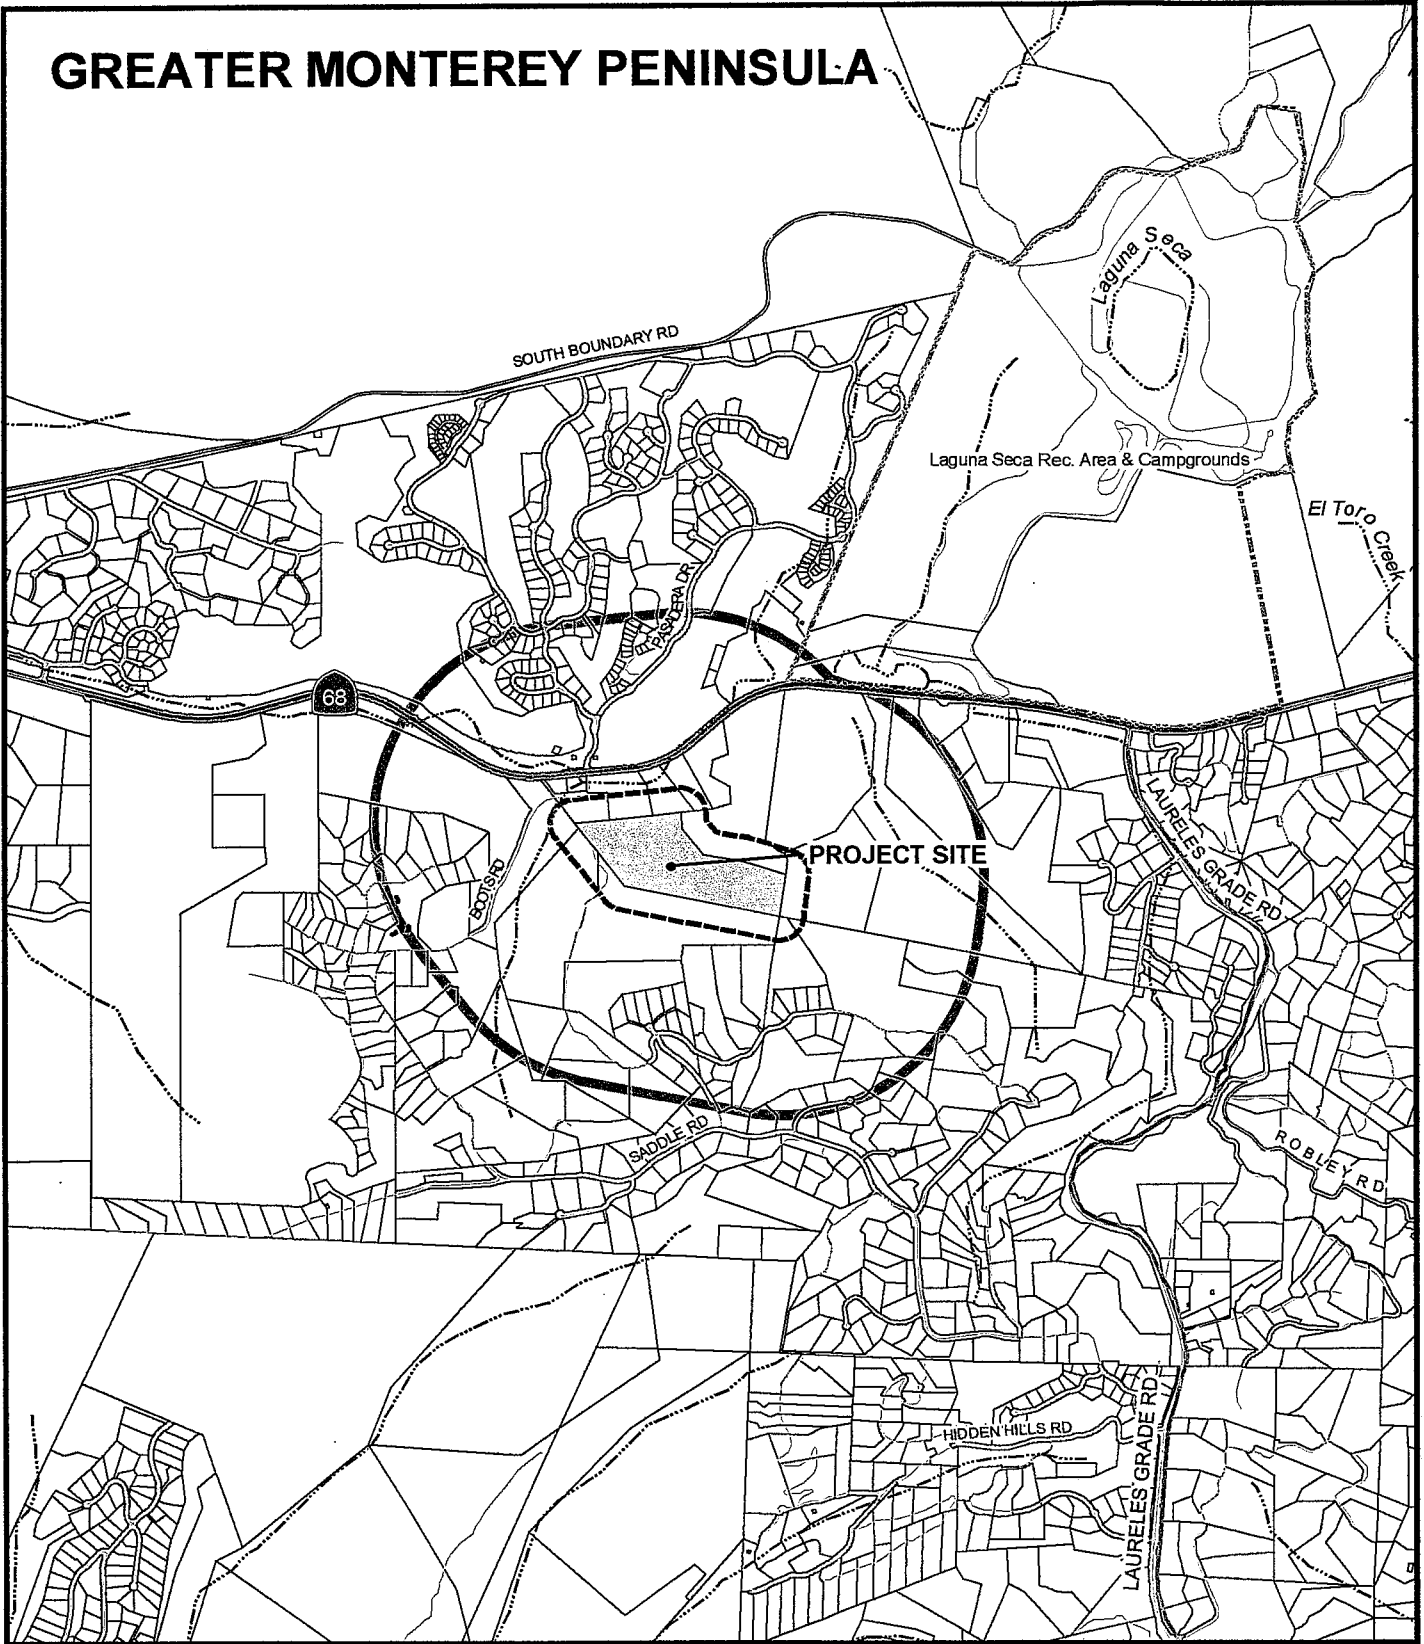 GREATER MONTEREY PENINSULA
Laguna Seca
SOUTH BOUNDARY RD
Laguna Seca Rec. Area & Campgrounds
El Toro Creek
PASADERA DR
68
LAURELES GRADE RD
PROJECT SITE
BOOTS RD
SADDLE RD
ROBLEY RD
HIDDEN HILLS RD
LAURELES GRADE RD